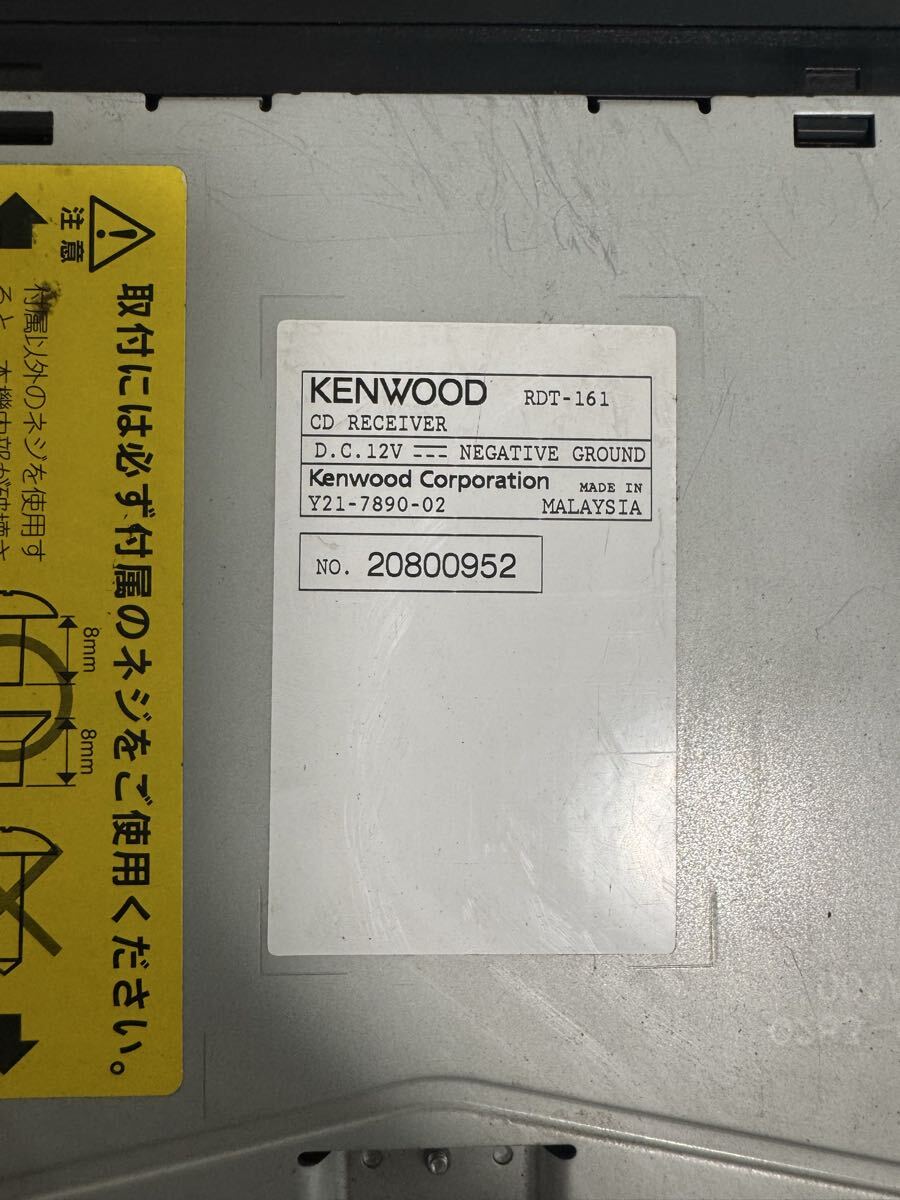 注意
取付には必ず付属のネジをご使用ください。
付属以外のネジを使用す
8mm
8mm
KENWOOD RDT-161
CD RECEIVER
D.C.12V NEGATIVE GROUND
Kenwood Corporation MADE IN
Y21-7890-02 MALAYSIA
NO. 20800952